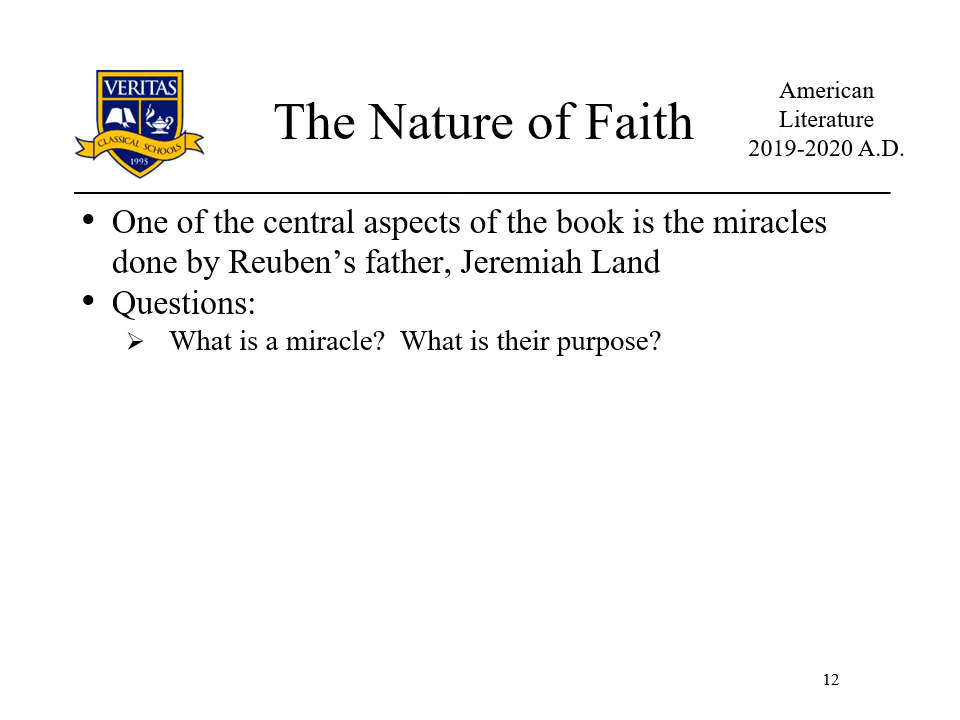 VERITAS
CLASSICAL SCHOOLS
1995
The Nature of Faith
American
Literature
2019-2020 A.D.
• One of the central aspects of the book is the miracles
done by Reuben’s father, Jeremiah Land
• Questions:
➢ What is a miracle?  What is their purpose?
12